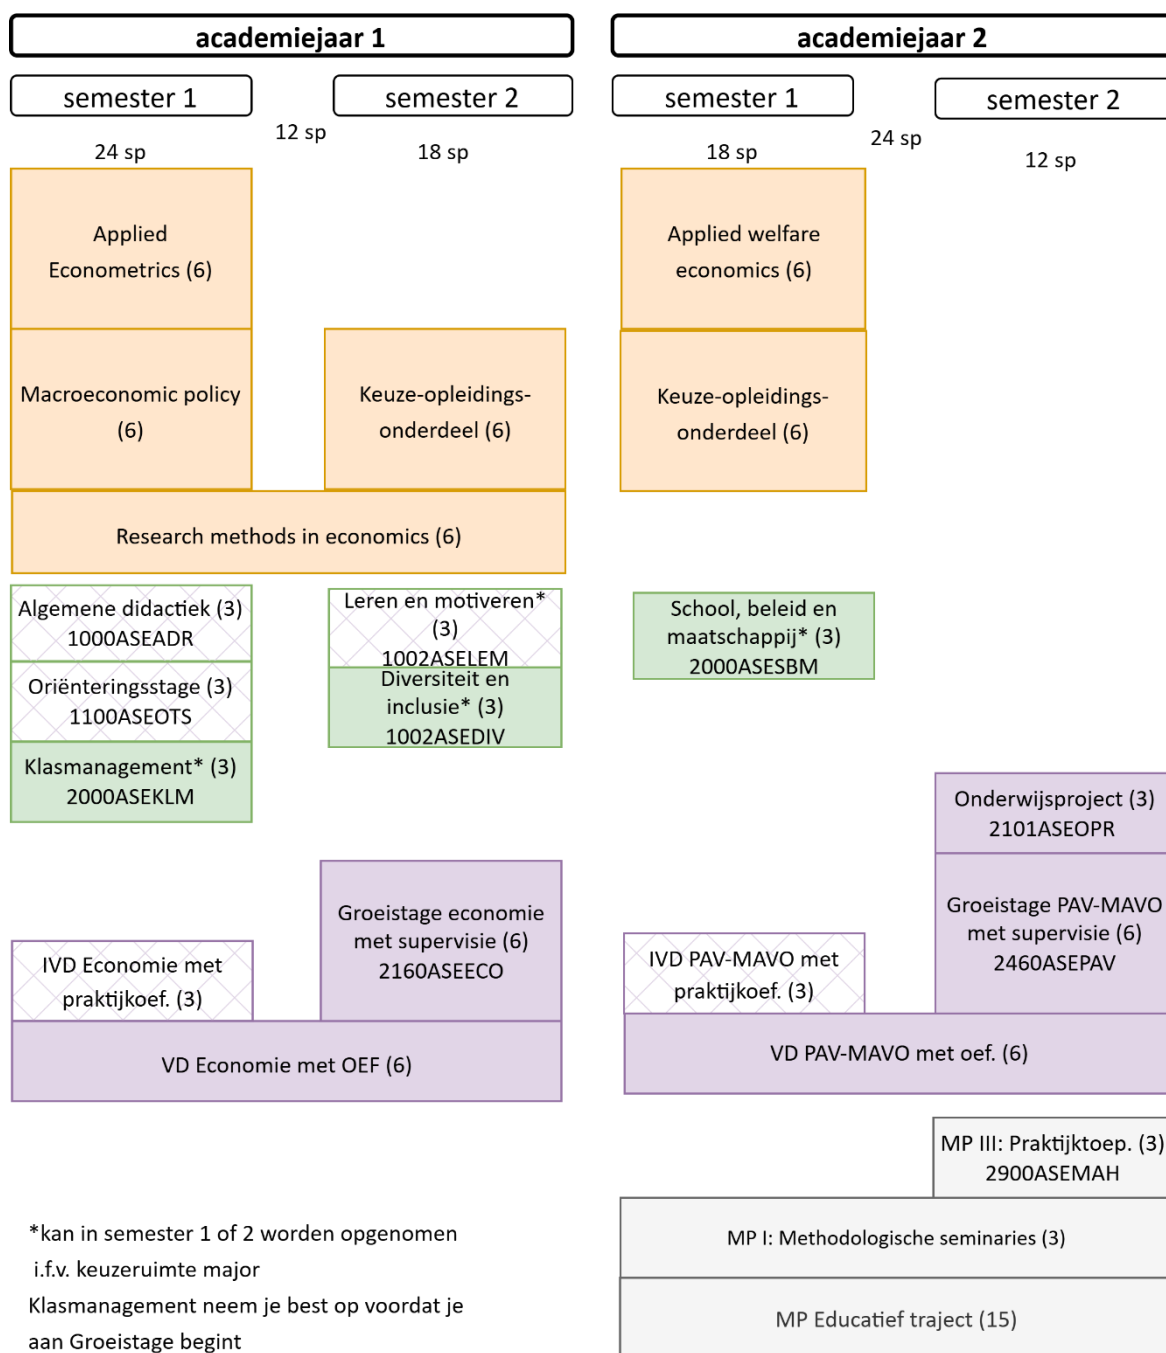 academiejaar 1
semester 1
semester 2
12 sp
24 sp
18 sp
Applied
Econometrics (6)
Macroeconomic policy
(6)
Keuze-opleidings-
onderdeel (6)
Research methods in economics (6)
Algemene didactiek (3)
1000ASEADR
Oriënteringsstage (3)
1100ASEOTS
Klasmanagement* (3)
2000ASEKLM
Leren en motiveren*
(3)
1002ASELEM
Diversiteit en
inclusie* (3)
1002ASEDIV
Groeistage economie
met supervisie (6)
2160ASEECO
IVD Economie met
praktijkoef. (3)
VD Economie met OEF (6)
*kan in semester 1 of 2 worden opgenomen
i.f.v. keuzeruimte major
Klasmanagement neem je best op voordat je
aan Groeistage begint
academiejaar 2
semester 1
semester 2
24 sp
18 sp
12 sp
Applied welfare
economics (6)
Keuze-opleidings-
onderdeel (6)
School, beleid en
maatschappij* (3)
2000ASESBM
Onderwijsproject (3)
2101ASEOPR
Groeistage PAV-MAVO
met supervisie (6)
2460ASEPAV
IVD PAV-MAVO met
praktijkoef. (3)
VD PAV-MAVO met oef. (6)
MP III: Praktijktoep. (3)
2900ASEMAH
MP I: Methodologische seminaries (3)
MP Educatief traject (15)